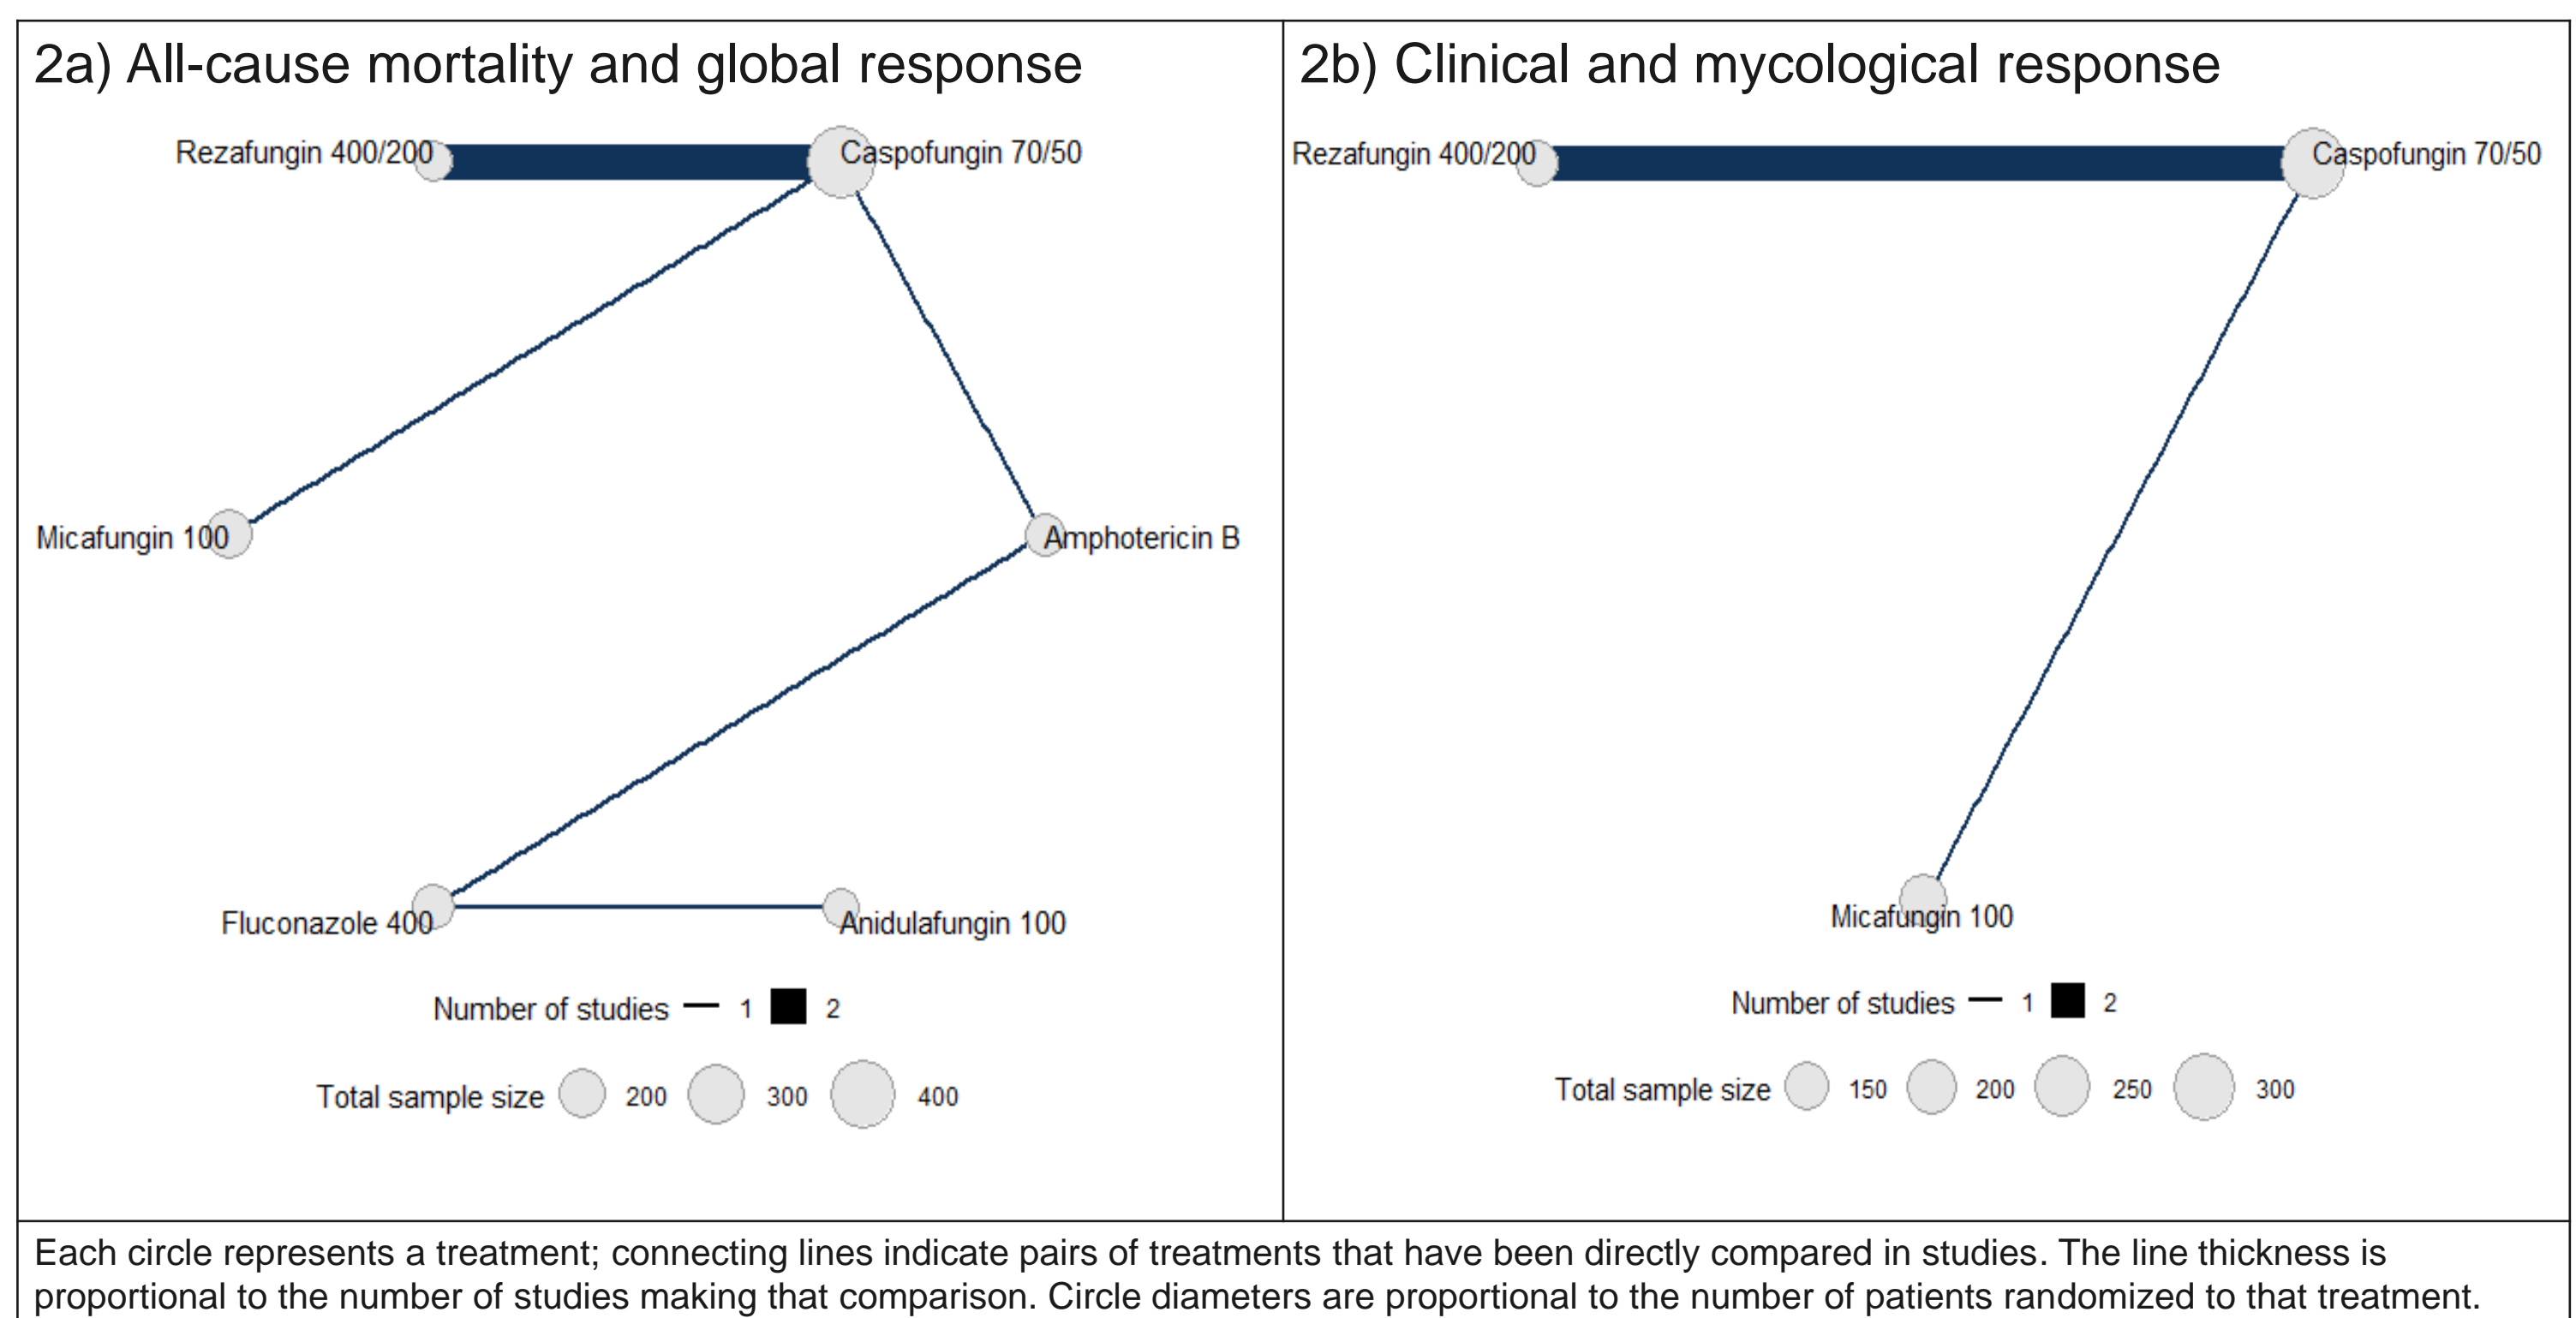 2a) All-cause mortality and global response
Rezafungin 400/200
Caspofungin 70/50
Micafungin 100
Amphotericin B
Fluconazole 400
Anidulafungin 100
Number of studies 1 2
Total sample size 200 300 400
2b) Clinical and mycological response
Rezafungin 400/200
Caspofungin 70/50
Micafungin 100
Number of studies 1 2
Total sample size 150 200 250 300
Each circle represents a treatment; connecting lines indicate pairs of treatments that have been directly compared in studies. The line thickness is
proportional to the number of studies making that comparison. Circle diameters are proportional to the number of patients randomized to that treatment.